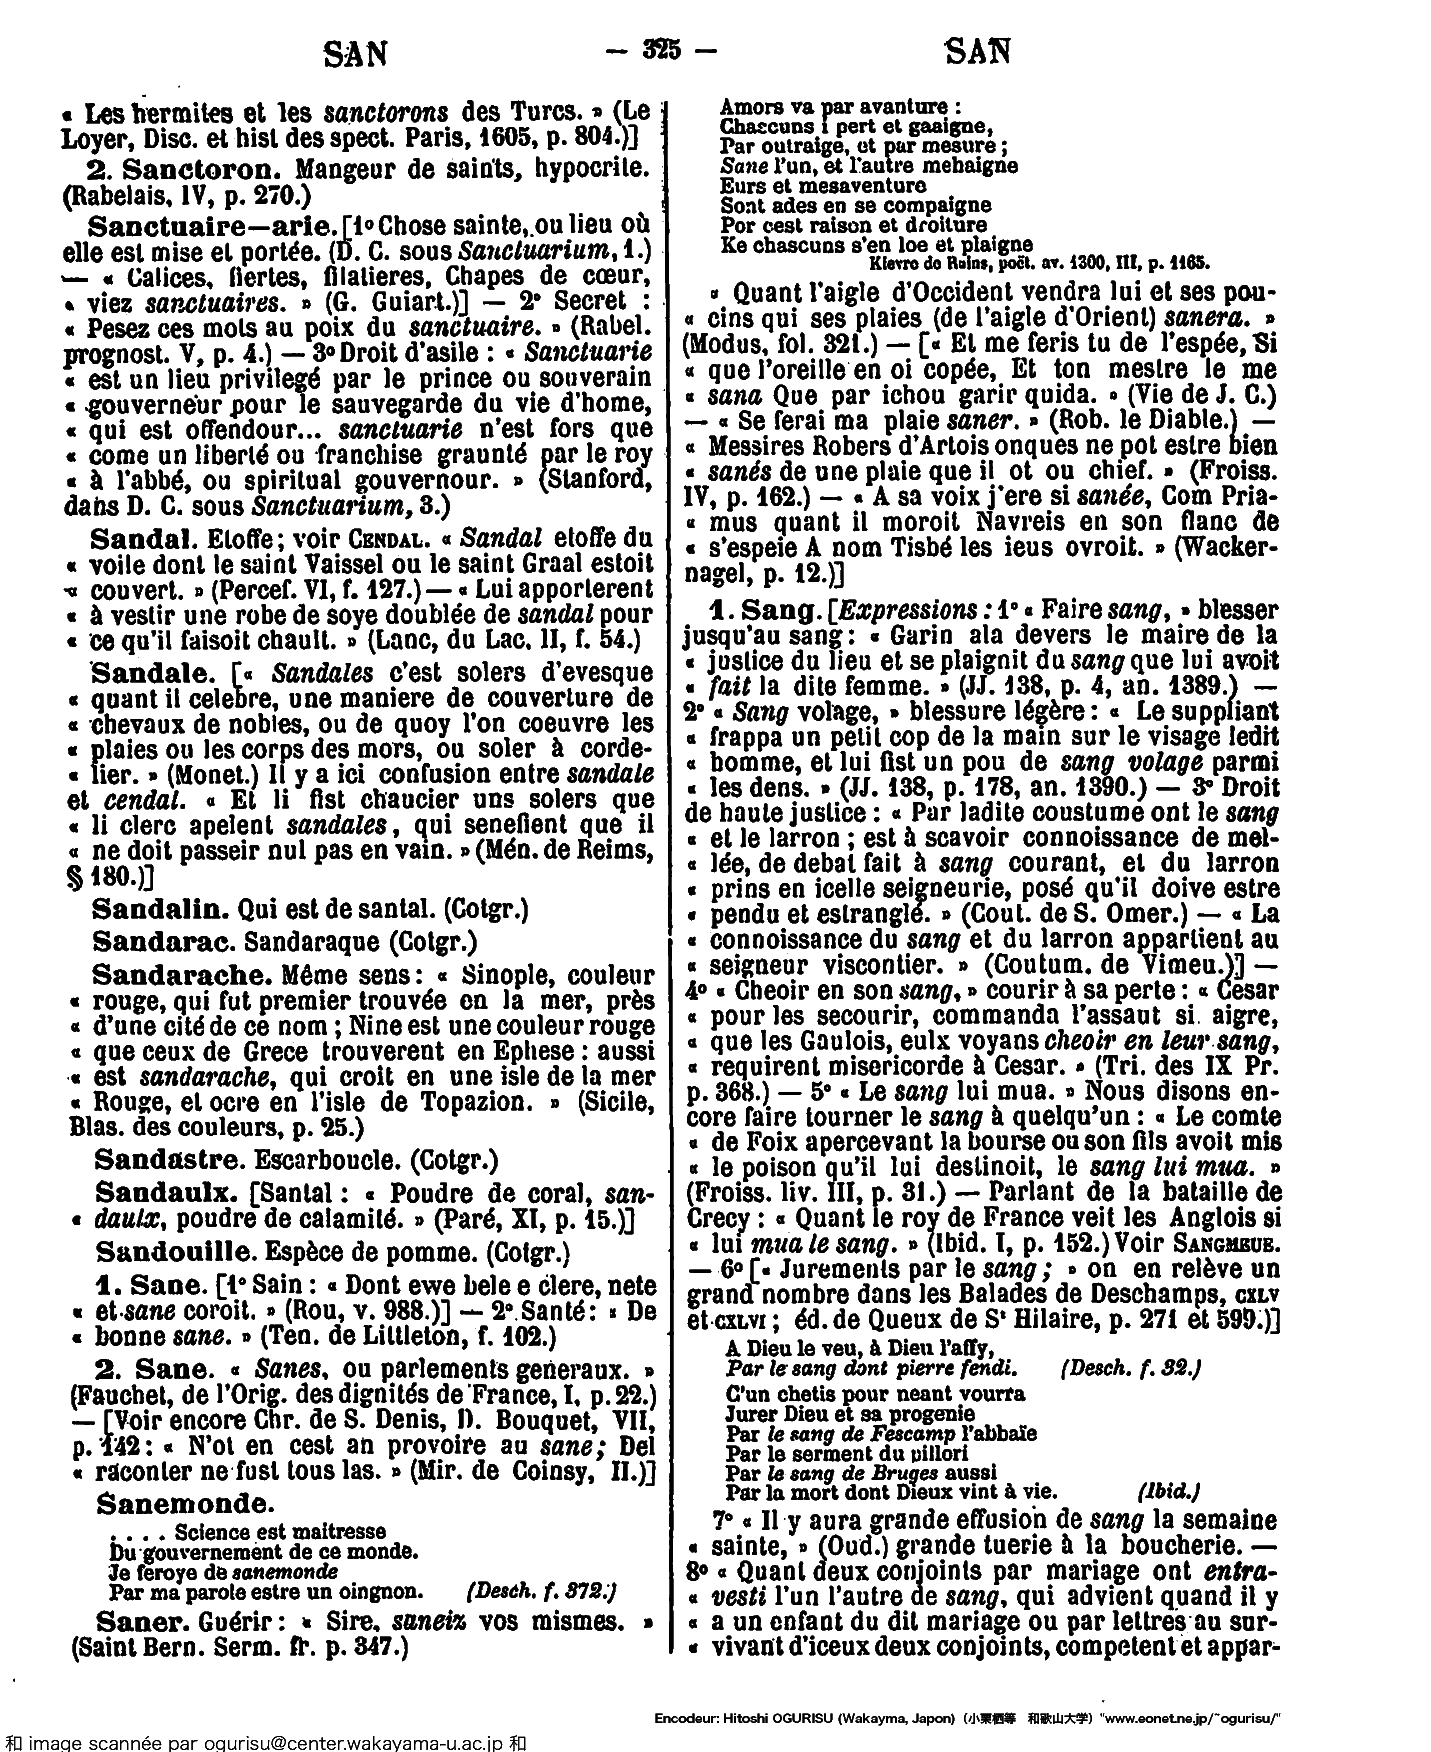 SAN — 325 — SAN
« Les hermites et les sanctorons des Turcs. » (Le
Loyer, Disc. et hist des spect. Paris, 1605, p. 804.)]
2. Sanctoron. Mangeur de saints, hypocrite.
(Rabelais, IV, p. 270.)
Sanctuaire—arie. [1º Chose sainte, ou lieu où
elle est mise et portée. (D. C. sous Sanctuarium, 1.)
— « Calices, fiertes, filatieres, Chapes de cœur,
« viez sanctuaires. » (G. Guiart.)] — 2º Secret :
« Pesez ces mots au poix du sanctuaire. » (Rabel.
prognost. V, p. 4.) — 3º Droit d'asile : « Sanctuarie
« est un lieu privilegé par le prince ou souverain
« gouverneur pour le sauvegarde du vie d'home,
« qui est offendour... sanctuarie n'est fors que
« come un liberté ou franchise graunté par le roy
« à l'abbé, ou spiritual gouvernour. » (Stanford,
dans D. C. sous Sanctuarium, 3.)
Sandal. Etoffe ; voir CENDAL. « Sandal etoffe du
« voile dont le saint Vaissel ou le saint Graal estoit
« couvert. » (Percef. VI, f. 127.) — « Lui apporterent
« à vestir une robe de soye doublée de sandal pour
« ce qu'il faisoit chault. » (Lanc, du Lac, II, f. 54.)
Sandale. [« Sandales c'est solers d'evesque
« quant il celebre, une maniere de couverture de
« chevaux de nobles, ou de quoy l'on coeuvre les
« plaies ou les corps des mors, ou soler à corde-
« lier. » (Monet.) Il y a ici confusion entre sandale
et cendal. « Et li fist chaucier uns solers que
« li clerc apelent sandales, qui senefient que il
« ne doit passeir nul pas en vain. » (Mén. de Reims,
§ 180.)]
Sandalin. Qui est de santal. (Cotgr.)
Sandarac. Sandaraque (Cotgr.)
Sandarache. Même sens : « Sinople, couleur
« rouge, qui fut premier trouvée en la mer, près
« d'une cité de ce nom ; Nine est une couleur rouge
« que ceux de Grece trouverent en Ephese : aussi
« est sandarache, qui croit en une isle de la mer
« Rouge, et ocre en l'isle de Topazion. » (Sicile,
Blas. des couleurs, p. 25.)
Sandastre. Escarboucle. (Cotgr.)
Sandaulx. [Santal : « Poudre de coral, san-
« daulx, poudre de calamité. » (Paré, XI, p. 15.)]
Sandouille. Espèce de pomme. (Cotgr.)
1. Sane. [1º Sain : « Dont ewe bele e clere, nete
« et sane coroit. » (Rou, v. 988.)] — 2º Santé : « De
« bonne sane. » (Ten. de Littleton, f. 102.)
2. Sane. « Sanes, ou parlements generaux. »
(Fauchet, de l'Orig. des dignités de France, I, p. 22.)
— [Voir encore Chr. de S. Denis, D. Bouquet, VII,
p. 142 : « N'ot en cest an provoire au sane ; Del
« raconter ne fust tous las. » (Mir. de Coinsy, II.)]
Sanemonde.
. . . . Science est maitresse
Du gouvernement de ce monde.
Je feroye de sanemonde
Par ma parole estre un oingnon. (Desch. f. 372.)
Saner. Guérir : « Sire, saneiz vos mismes. »
(Saint Bern. Serm. fr. p. 347.)
Amors va par avanture :
Chascuns i pert et gaaigne,
Par outraige, et par mesure ;
Sane l'un, et l'autre mehaigne
Eurs et mesaventure
Sont ades en se compaigne
Por cest raison et droiture
Ke chascuns s'en loe et plaigne
Kievre de Rains, poët. av. 1300, III, p. 1165.
« Quant l'aigle d'Occident vendra lui et ses pou-
« cins qui ses plaies (de l'aigle d'Orient) sanera. »
(Modus, fol. 321.) — [« Et me feris tu de l'espée, Si
« que l'oreille en oi copée, Et ton mestre le me
« sana Que par ichou garir quida. » (Vie de J. C.)
— « Se ferai ma plaie saner. » (Rob. le Diable.) —
« Messires Robers d'Artois onques ne pot estre bien
« sanés de une plaie que il ot ou chief. » (Froiss.
IV, p. 162.) — « A sa voix j'ere si sanée, Com Pria-
« mus quant il moroit Navreis en son flanc de
« s'espeie A nom Tisbé les ieus ovroit. » (Wacker-
nagel, p. 12.)]
1. Sang. [Expressions : 1º « Faire sang, » blesser
jusqu'au sang : « Garin ala devers le maire de la
« justice du lieu et se plaignit du sang que lui avoit
« fait la dite femme. » (JJ. 138, p. 4, an. 1389.) —
2º « Sang volage, » blessure légère : « Le suppliant
« frappa un petit cop de la main sur le visage ledit
« homme, et lui fist un pou de sang volage parmi
« les dens. » (JJ. 138, p. 178, an. 1390.) — 3º Droit
de haute justice : « Par ladite coustume ont le sang
« et le larron ; est à scavoir connoissance de mel-
« lée, de debat fait à sang courant, et du larron
« prins en icelle seigneurie, posé qu'il doive estre
« pendu et estranglé. » (Cout. de S. Omer.) — « La
« connoissance du sang et du larron appartient au
« seigneur viscontier. » (Coutum. de Vimeu.)] —
4º « Cheoir en son sang, » courir à sa perte : « Cesar
« pour les secourir, commanda l'assaut si aigre,
« que les Gaulois, eulx voyans cheoir en leur sang,
« requirent misericorde à Cesar. » (Tri. des IX Pr.
p. 368.) — 5º « Le sang lui mua. » Nous disons en-
core faire tourner le sang à quelqu'un : « Le comte
« de Foix apercevant la bourse ou son fils avoit mis
« le poison qu'il lui destinoit, le sang lui mua. »
(Froiss. liv. III, p. 31.) — Parlant de la bataille de
Crecy : « Quant le roy de France veit les Anglois si
« lui mua le sang. » (Ibid. I, p. 152.) Voir SANGMEUE.
— 6º [« Jurements par le sang ; » on en relève un
grand nombre dans les Balades de Deschamps, CXLV
et CXLVI ; éd. de Queux de St Hilaire, p. 271 et 599.)]
A Dieu le veu, à Dieu l'affy,
Par le sang dont pierre fendi. (Desch. f. 32.)
C'un chetis pour neant vourra
Jurer Dieu et sa progenie
Par le sang de Fescamp l'abbaïe
Par le serment du pillori
Par le sang de Bruges aussi
Par la mort dont Dieux vint à vie. (Ibid.)
7º « Il y aura grande effusion de sang la semaine
« sainte, » (Oud.) grande tuerie à la boucherie. —
8º « Quant deux conjoints par mariage ont entra-
« vesti l'un l'autre de sang, qui advient quand il y
« a un enfant du dit mariage ou par lettres au sur-
« vivant d'iceux deux conjoints, competent et appar-
Encodeur: Hitoshi OGURISU (Wakayma, Japon) (小栗栖等 和歌山大学) "www.eonet.ne.jp/~ogurisu/"
和 image scannée par ogurisu@center.wakayama-u.ac.jp 和